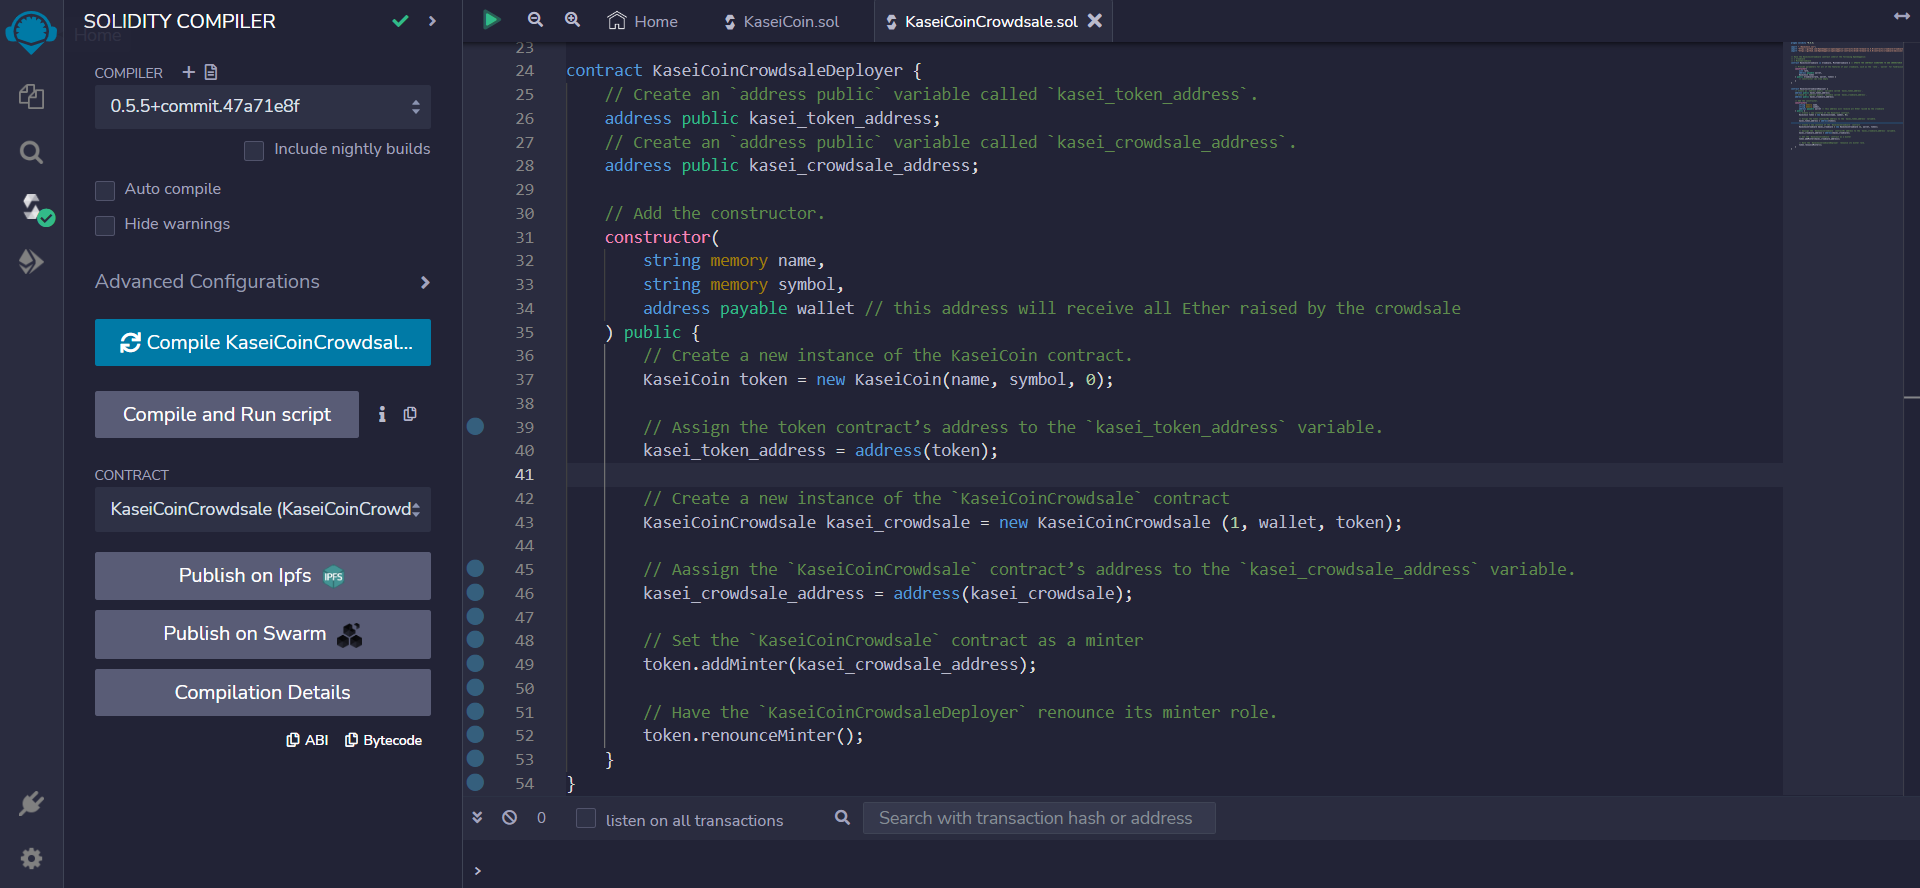 SOLIDITY COMPILER
Home
COMPILER
0.5.5+commit.47a71e8f
Include nightly builds
Auto compile
Hide warnings
Advanced Configurations
Compile KaseiCoinCrowdsal...
Compile and Run script
CONTRACT
KaseiCoinCrowdsale (KaseiCoinCrowd
Publish on Ipfs IPFS
Publish on Swarm
Compilation Details
ABI Bytecode
Home KaseiCoin.sol KaseiCoinCrowdsale.sol
23
24 contract KaseiCoinCrowdsaleDeployer {
25 // Create an `address public` variable called `kasei_token_address`.
26 address public kasei_token_address;
27 // Create an `address public` variable called `kasei_crowdsale_address`.
28 address public kasei_crowdsale_address;
29
30 // Add the constructor.
31 constructor(
32 string memory name,
33 string memory symbol,
34 address payable wallet // this address will receive all Ether raised by the crowdsale
35 ) public {
36 // Create a new instance of the KaseiCoin contract.
37 KaseiCoin token = new KaseiCoin(name, symbol, 0);
38
39 // Assign the token contract’s address to the `kasei_token_address` variable.
40 kasei_token_address = address(token);
41
42 // Create a new instance of the `KaseiCoinCrowdsale` contract
43 KaseiCoinCrowdsale kasei_crowdsale = new KaseiCoinCrowdsale (1, wallet, token);
44
45 // Aassign the `KaseiCoinCrowdsale` contract’s address to the `kasei_crowdsale_address` variable.
46 kasei_crowdsale_address = address(kasei_crowdsale);
47
48 // Set the `KaseiCoinCrowdsale` contract as a minter
49 token.addMinter(kasei_crowdsale_address);
50
51 // Have the `KaseiCoinCrowdsaleDeployer` renounce its minter role.
52 token.renounceMinter();
53 }
54 }
0 listen on all transactions Search with transaction hash or address
>